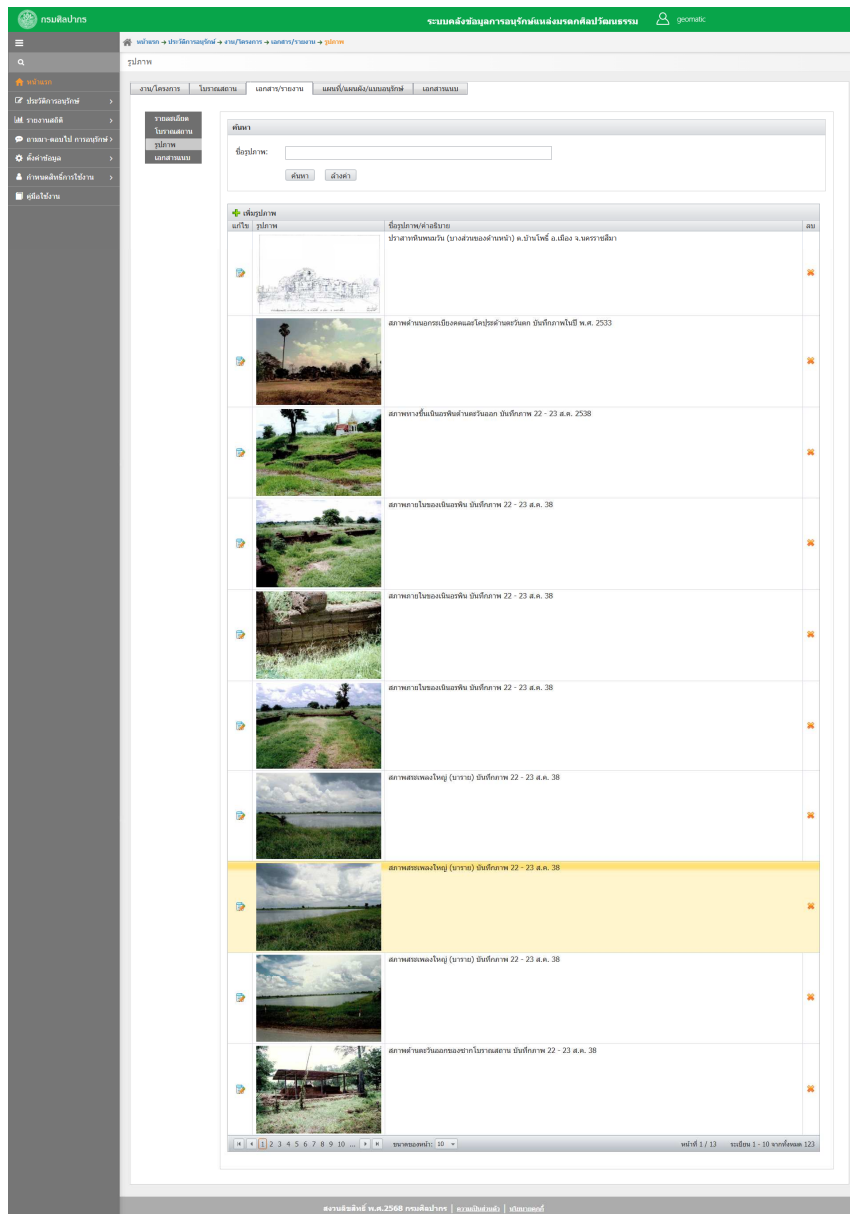 กรมศิลปากร
ระบบคลังข้อมูลการอนุรักษ์แหล่งมรดกศิลปวัฒนธรรม geomatic
หน้าแรก → ประวัติการอนุรักษ์ → งาน/โครงการ → เอกสาร/รายงาน → รูปภาพ
รูปภาพ
หน้าแรก
ประวัติการอนุรักษ์
รายงานสถิติ
ถามมา-ตอบไป การอนุรักษ์
ตั้งค่าข้อมูล
กำหนดสิทธิ์การใช้งาน
คู่มือใช้งาน
งาน/โครงการ โบราณสถาน เอกสาร/รายงาน แผนที่/แผนผัง/แบบอนุรักษ์ เอกสารแนบ
รายละเอียด
โบราณสถาน
รูปภาพ
เอกสารแนบ
ค้นหา
ชื่อรูปภาพ:
ค้นหา ล้างค่า
เพิ่มรูปภาพ
แก้ไข รูปภาพ ชื่อรูปภาพ/คำอธิบาย ลบ
ปราสาทหินพนมวัน (บางส่วนของด้านหน้า) ต.บ้านโพธิ์ อ.เมือง จ.นครราชสีมา
สภาพด้านนอกระเบียงคดและโคปุระด้านตะวันตก บันทึกภาพในปี พ.ศ. 2533
สภาพทางขึ้นเนินอรพินด้านตะวันออก บันทึกภาพ 22 - 23 ส.ค. 2538
สภาพภายในของเนินอรพิน บันทึกภาพ 22 - 23 ส.ค. 38
สภาพภายในของเนินอรพิน บันทึกภาพ 22 - 23 ส.ค. 38
สภาพภายในของเนินอรพิน บันทึกภาพ 22 - 23 ส.ค. 38
สภาพสระเพลงใหญ่ (บาราย) บันทึกภาพ 22 - 23 ส.ค. 38
สภาพสระเพลงใหญ่ (บาราย) บันทึกภาพ 22 - 23 ส.ค. 38
สภาพสระเพลงใหญ่ (บาราย) บันทึกภาพ 22 - 23 ส.ค. 38
สภาพด้านตะวันออกของซากโบราณสถาน บันทึกภาพ 22 - 23 ส.ค. 38
1 2 3 4 5 6 7 8 9 10 ... ขนาดของหน้า: 10 หน้าที่ 1 / 13 ระเบียน 1 - 10 จากทั้งหมด 123
สงวนลิขสิทธิ์ พ.ศ.2568 กรมศิลปากร | ความเป็นส่วนตัว | นโยบายคุกกี้